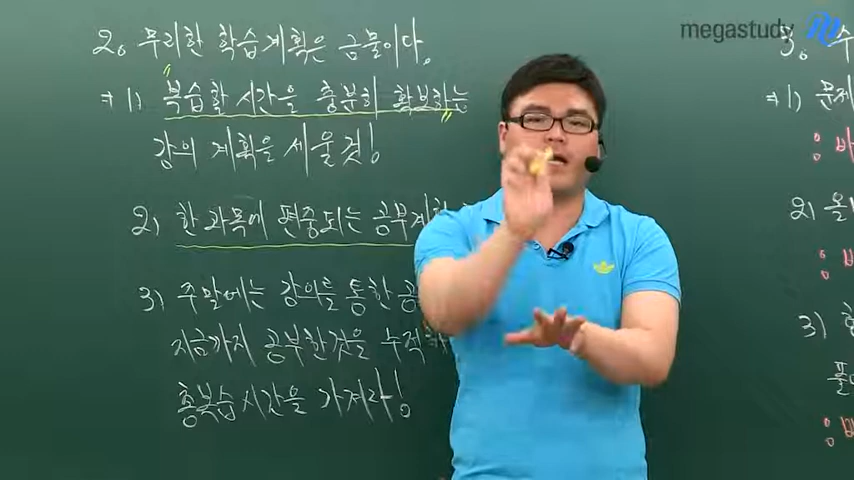 megastudy
2. 무리한 학습계획은 금물이다.
⇒ 1) 복습할 시간을 충분히 확보하는
강의 계획을 세울 것!
2) 한 과목에 편중되는 공부계획
3) 주말에는 강의를 통한 공
지금까지 공부한 것을 누적
총복습 시간을 가져라!
3. 수
⇒ 1) 문제
2)
3)